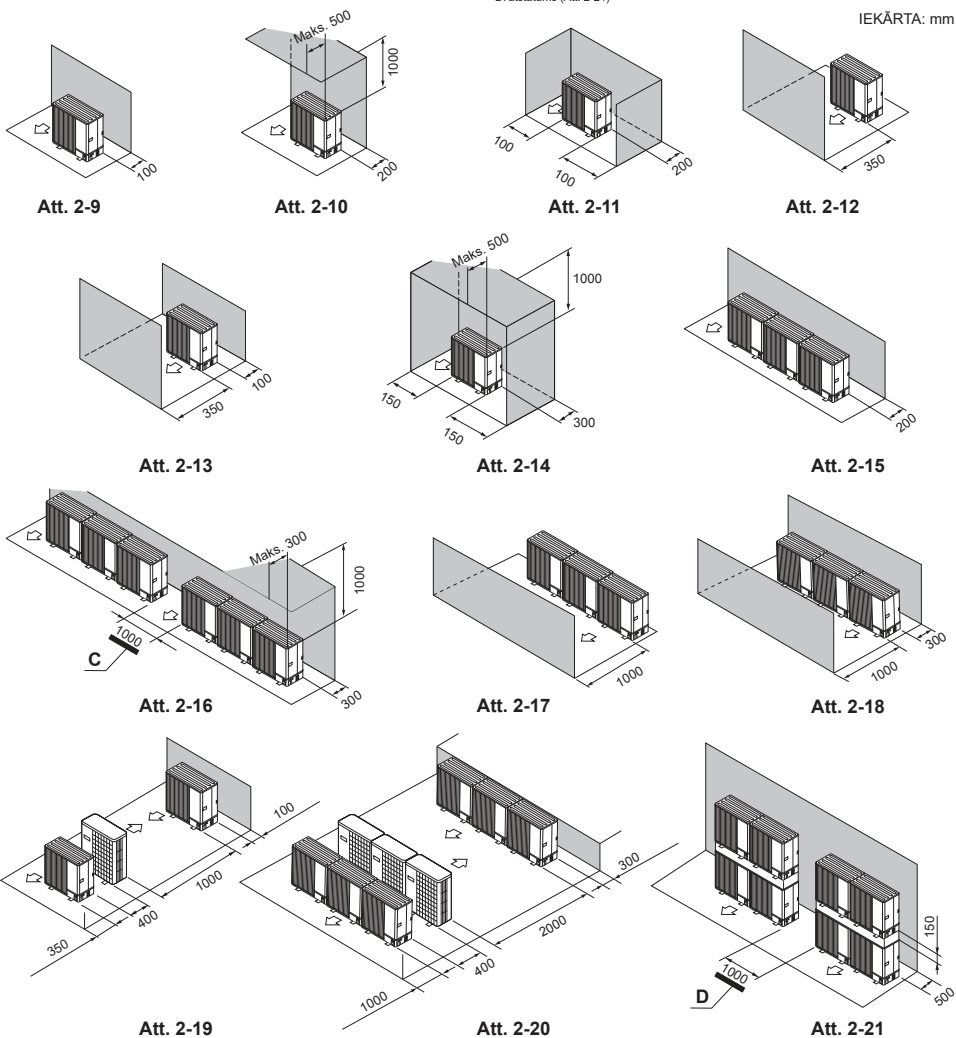 IEKĀRTA: mm
100
Att. 2-9
Maks. 500
1000
200
Att. 2-10
100
100
200
Att. 2-11
350
Att. 2-12
350
100
Att. 2-13
Maks. 500
1000
150
150
300
Att. 2-14
200
Att. 2-15
Maks. 300
1000
1000
C
300
Att. 2-16
1000
Att. 2-17
300
1000
Att. 2-18
100
1000
400
350
Att. 2-19
300
2000
400
1000
Att. 2-20
150
1000
D
500
Att. 2-21